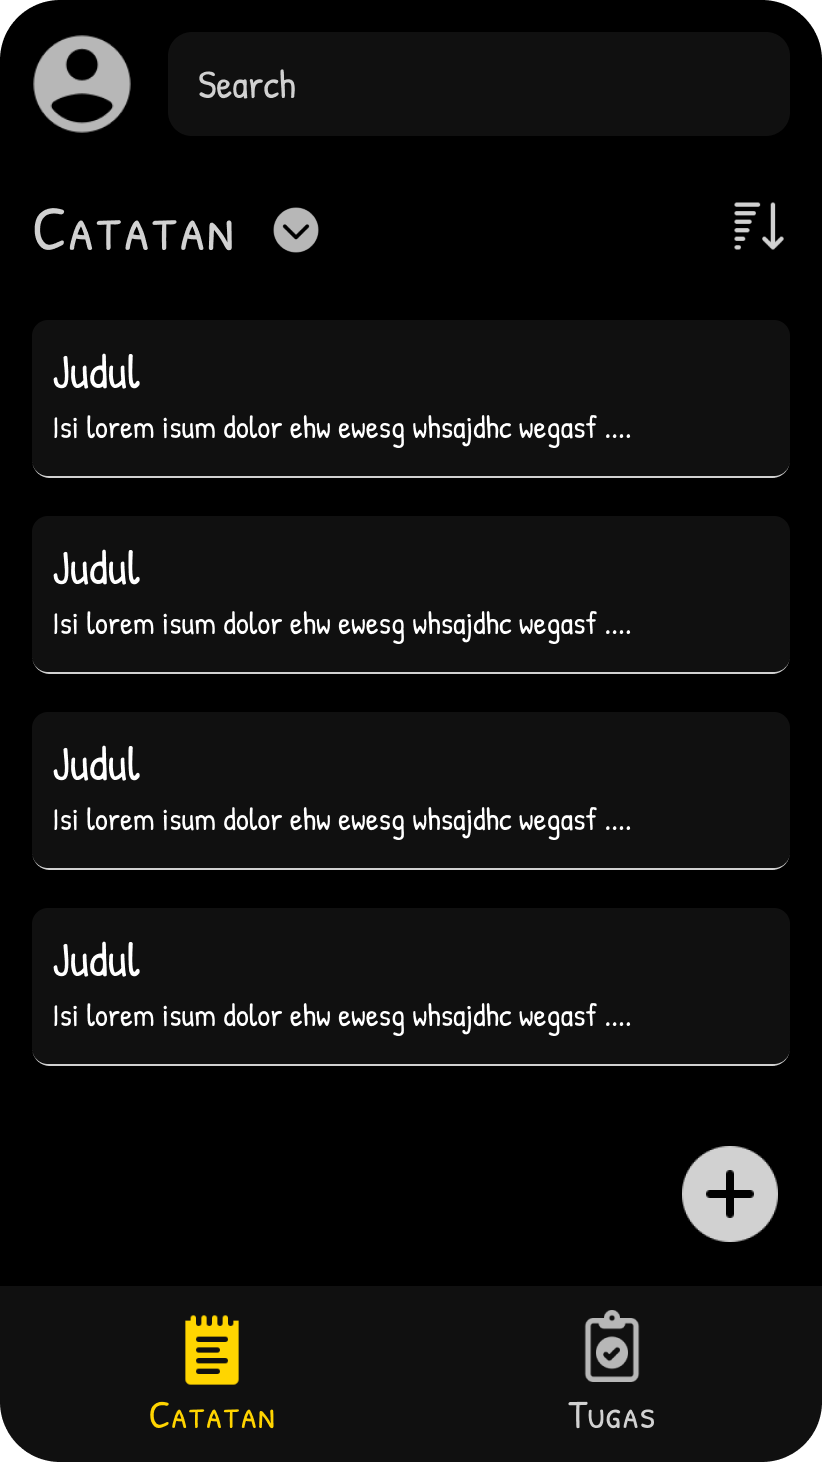 Search
Catatan
Judul
Isi lorem isum dolor ehw ewesg whsajdhc wegasf ....
Judul
Isi lorem isum dolor ehw ewesg whsajdhc wegasf ....
Judul
Isi lorem isum dolor ehw ewesg whsajdhc wegasf ....
Judul
Isi lorem isum dolor ehw ewesg whsajdhc wegasf ....
Catatan
Tugas